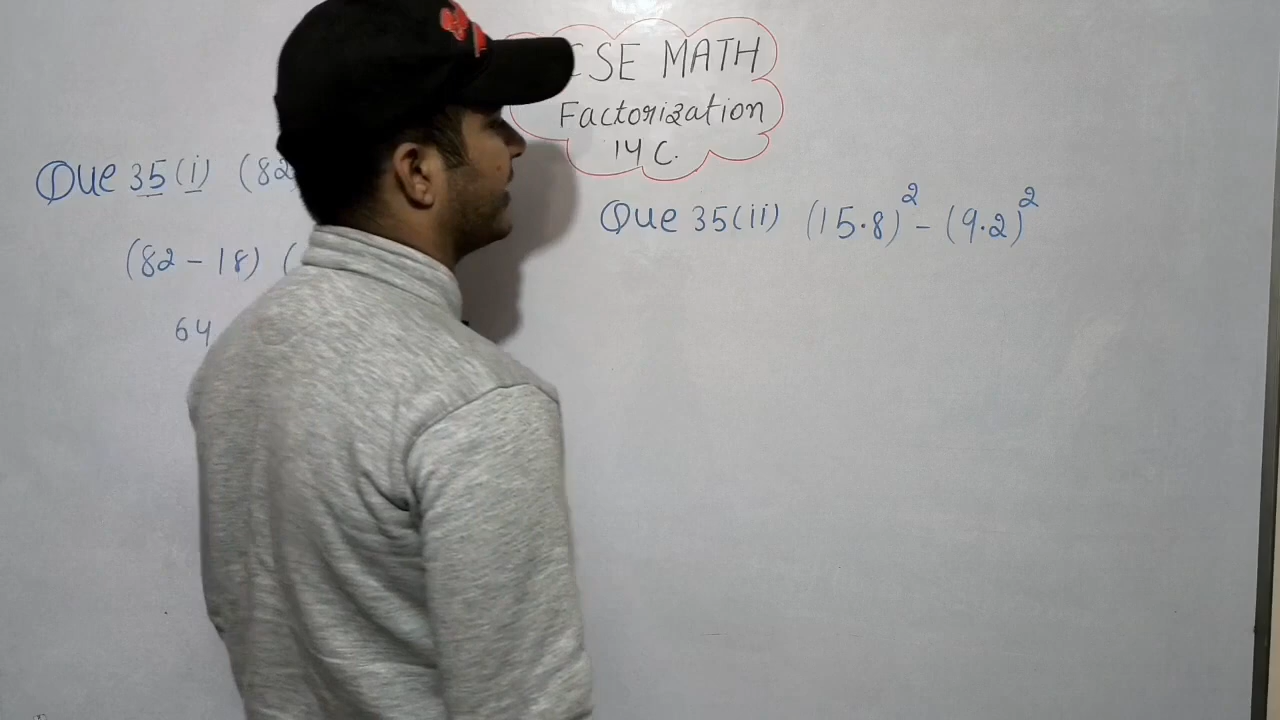 CSE MATH
Factorization
14 C.
Que 35 (i) (82
(82 - 18) (
64
Que 35(ii) (15.8)² - (9.2)²